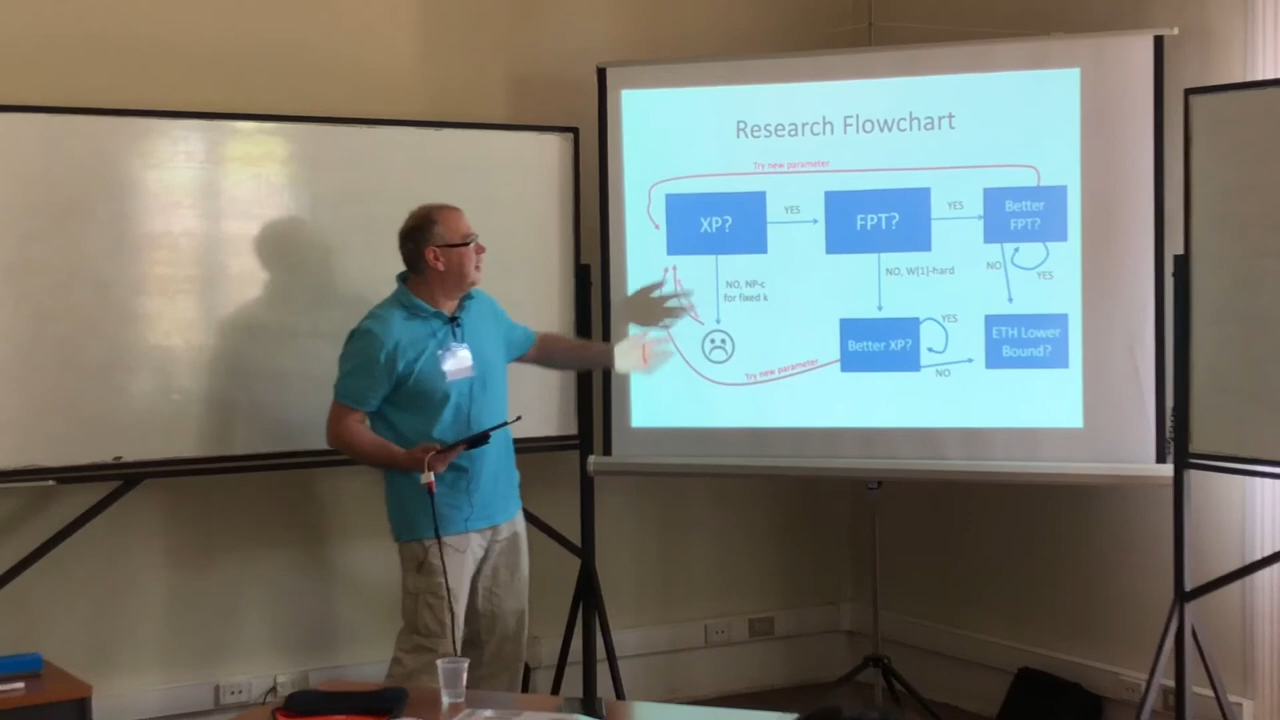 Research Flowchart
Try new parameter
XP?
YES
FPT?
YES
Better
FPT?
NO, NP-c
for fixed k
NO, W[1]-hard
NO
YES
Better XP?
YES
NO
ETH Lower
Bound?
Try new parameter